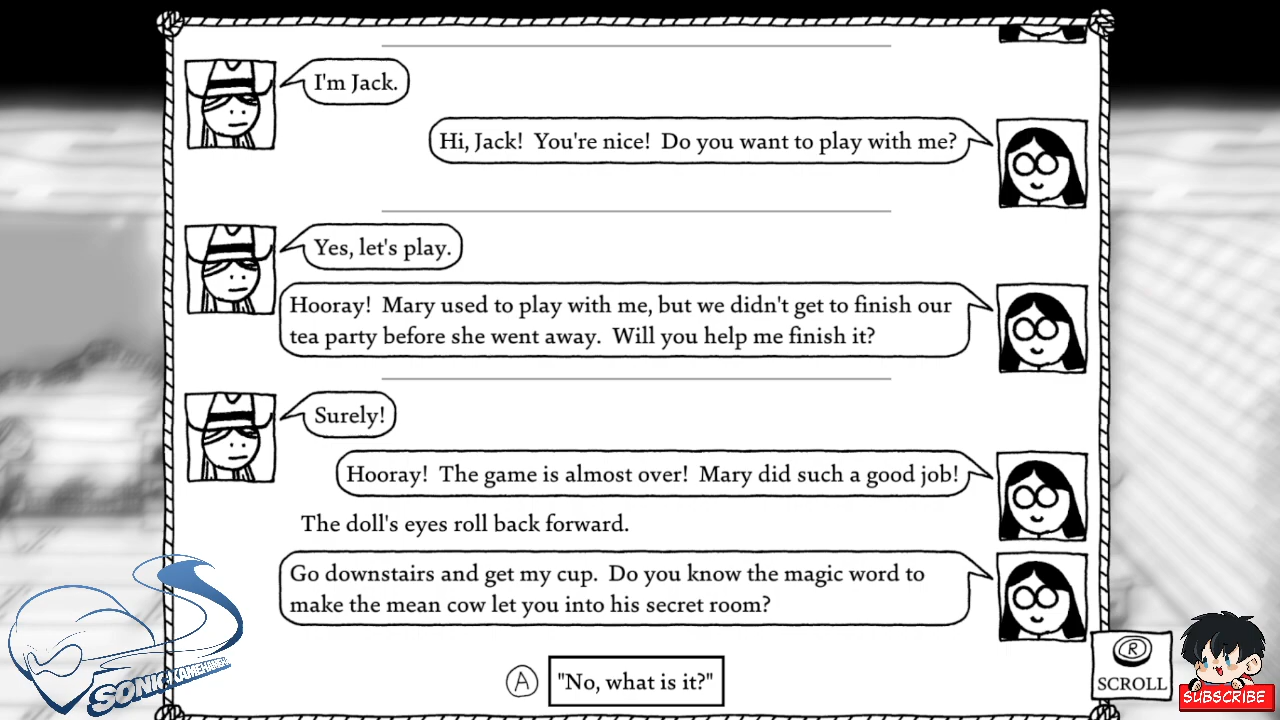 I'm Jack.
Hi, Jack!  You're nice!  Do you want to play with me?
Yes, let's play.
Hooray!  Mary used to play with me, but we didn't get to finish our
tea party before she went away.  Will you help me finish it?
Surely!
Hooray!  The game is almost over!  Mary did such a good job!
The doll's eyes roll back forward.
Go downstairs and get my cup.  Do you know the magic word to
make the mean cow let you into his secret room?
A "No, what is it?"
R
SCROLL
SUBSCRIBE